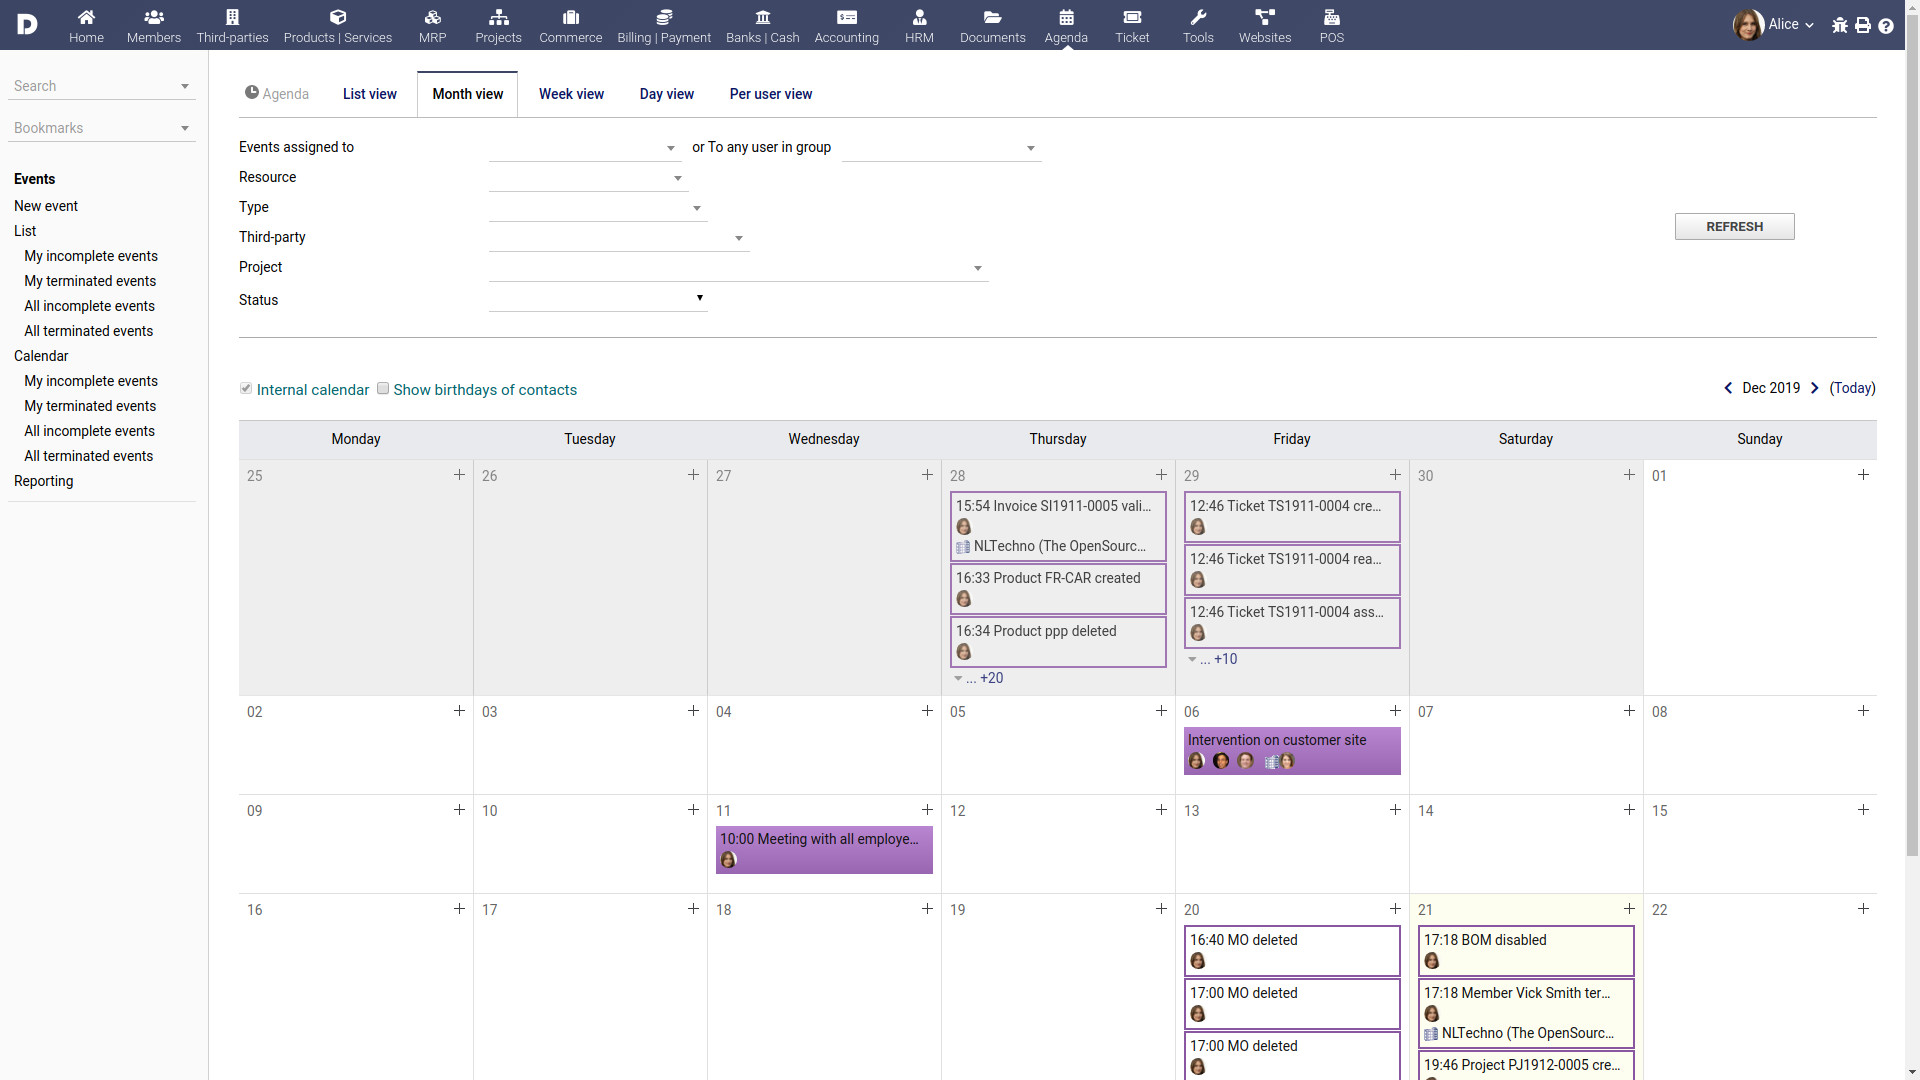 D Home Members Third-parties Products | Services MRP Projects Commerce Billing | Payment Banks | Cash Accounting HRM Documents Agenda Ticket Tools Websites POS Alice
Search
Bookmarks
Events
New event
List
My incomplete events
My terminated events
All incomplete events
All terminated events
Calendar
My incomplete events
My terminated events
All incomplete events
All terminated events
Reporting
Agenda List view Month view Week view Day view Per user view
Events assigned to or To any user in group
Resource
Type
Third-party
Project
Status
REFRESH
Internal calendar Show birthdays of contacts
Dec 2019 (Today)
Monday Tuesday Wednesday Thursday Friday Saturday Sunday
25 + 26 + 27 + 28 + 29 + 30 + 01 +
15:54 Invoice SI1911-0005 vali...
NLTechno (The OpenSourc...
16:33 Product FR-CAR created
16:34 Product ppp deleted
... +20
12:46 Ticket TS1911-0004 cre...
12:46 Ticket TS1911-0004 rea...
12:46 Ticket TS1911-0004 ass...
... +10
02 + 03 + 04 + 05 + 06 + 07 + 08 +
Intervention on customer site
09 + 10 + 11 + 12 + 13 + 14 + 15 +
10:00 Meeting with all employe...
16 + 17 + 18 + 19 + 20 + 21 + 22 +
16:40 MO deleted
17:00 MO deleted
17:00 MO deleted
17:18 BOM disabled
17:18 Member Vick Smith ter...
NLTechno (The OpenSourc...
19:46 Project PJ1912-0005 cre...